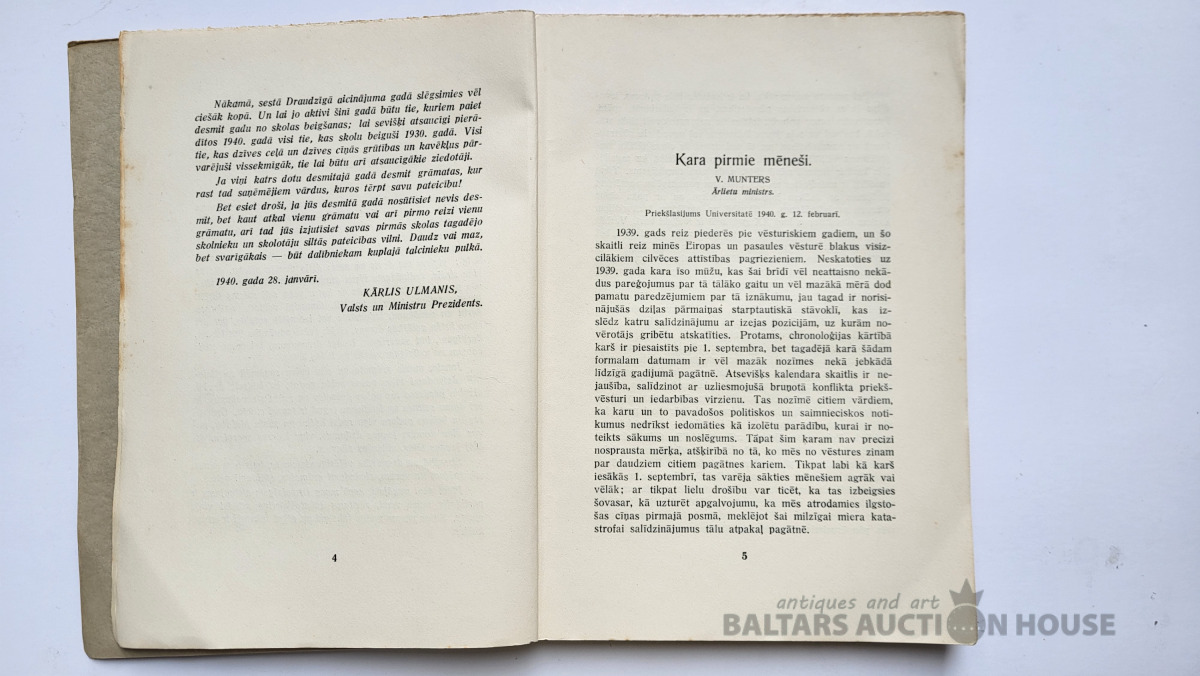 Nākamā, sestā Draudzīgā aicinājuma gadā slēgsimies vēl
ciešāk kopā. Un lai jo aktivi šinī gadā būtu tie, kuriem paiet
desmit gadu no skolas beigšanas; lai sevišķi atsaucīgi pierā-
dītos 1940. gadā visi tie, kas skolu beiguši 1930. gadā. Visi
tie, kas dzīves ceļā un dzīves cīņās grūtības un kavēkļus pār-
varējuši vissekmīgāk, tie lai būtu arī atsaucīgākie ziedotāji.
Ja viņi katrs dotu desmitajā gadā desmit grāmatas, kur
rast tad saņēmējiem vārdus, kuros tērpt savu pateicību!
Bet esiet droši, ja jūs desmitā gadā nosūtīsiet nevis des-
mit, bet kaut atkal vienu grāmatu vai arī pirmo reizi vienu
grāmatu, arī tad jūs izjutīsiet savas pirmās skolas tagadējo
skolnieku un skolotāju siltās pateicības vilni. Daudz vai maz,
bet svarīgākais — būt dalībniekam kuplajā talcinieku pulkā.
1940. gada 28. janvārī.
KĀRLIS ULMANIS,
Valsts un Ministru Prezidents.
4
Kara pirmie mēneši.
V. MUNTERS
Ārlietu ministrs.
Priekšlasījums Universitatē 1940. g. 12. februarī.
1939. gads reiz piederēs pie vēsturiskiem gadiem, un šo
skaitli reiz minēs Eiropas un pasaules vēsturē blakus visiz-
cilākiem cilvēces attīstības pagriezieniem. Neskatoties uz
1939. gada kara īso mūžu, kas šai brīdī vēl neattaisno nekā-
dus pareģojumus par tā tālāko gaitu un vēl mazākā mērā dod
pamatu paredzējumiem par tā iznākumu, jau tagad ir norisi-
nājušās dziļas pārmaiņas starptautiskā stāvoklī, kas iz-
slēdz katru salīdzinājumu ar izejas pozicijām, uz kurām no-
vērotājs gribētu atskatīties. Protams, chronoloģijas kārtībā
karš ir piesaistīts pie 1. septembra, bet tagadējā karā šādam
formalam datumam ir vēl mazāk nozīmes nekā jebkādā
līdzīgā gadījumā pagātnē. Atsevišķs kalendara skaitlis ir ne-
jaušība, salīdzinot ar uzliesmojušā bruņotā konflikta priekš-
vēsturi un iedarbības virzienu. Tas nozīmē citiem vārdiem,
ka karu un to pavadošos politiskos un saimnieciskos noti-
kumus nedrīkst iedomāties kā izolētu parādību, kurai ir no-
teikts sākums un noslēgums. Tāpat šim karam nav precizi
nosprausta mērķa, atšķirībā no tā, ko mēs no vēstures zinam
par daudziem citiem pagātnes kariem. Tikpat labi kā karš
iesākās 1. septembrī, tas varēja sākties mēnešiem agrāk vai
vēlāk; ar tikpat lielu drošību var ticēt, ka tas izbeigsies
šovasar, kā uzturēt apgalvojumu, ka mēs atrodamies ilgsto-
šas cīņas pirmajā posmā, meklējot šai milzīgai miera kata-
strofai salīdzinājumus tālu atpakaļ pagātnē.
5
antiques and art
BALTARS AUCTION HOUSE